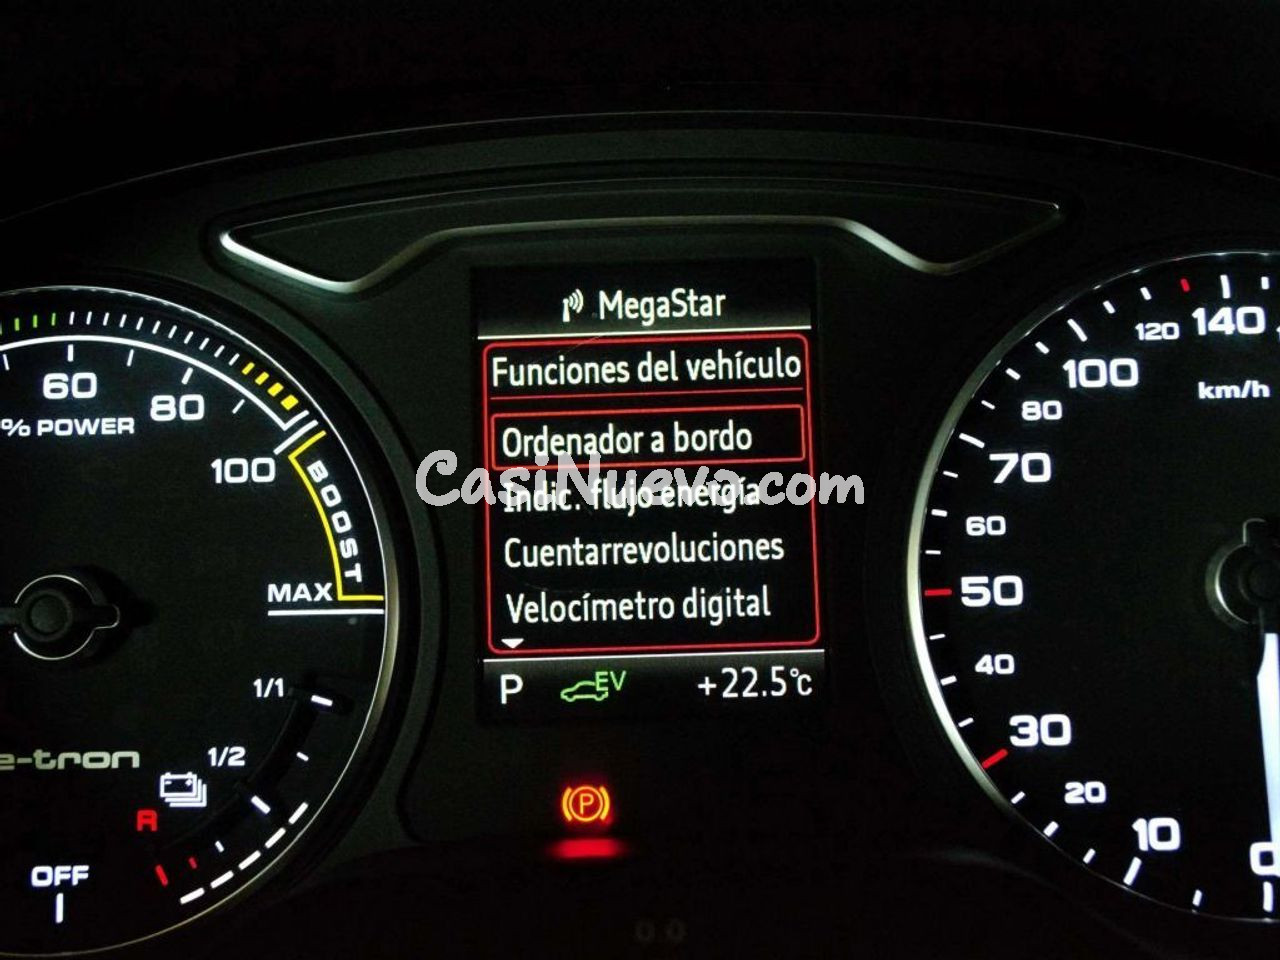 MegaStar
Funciones del vehículo
Ordenador a bordo
Indic. flujo energía
Cuentarrevoluciones
Velocímetro digital
P EV +22.5°C
CasiNueva.com
60
80
% POWER
100
BOOST
MAX
1/1
1/2
e-tron
R
OFF
P
140
120
100
km/h
80
70
60
50
40
30
20
10
0